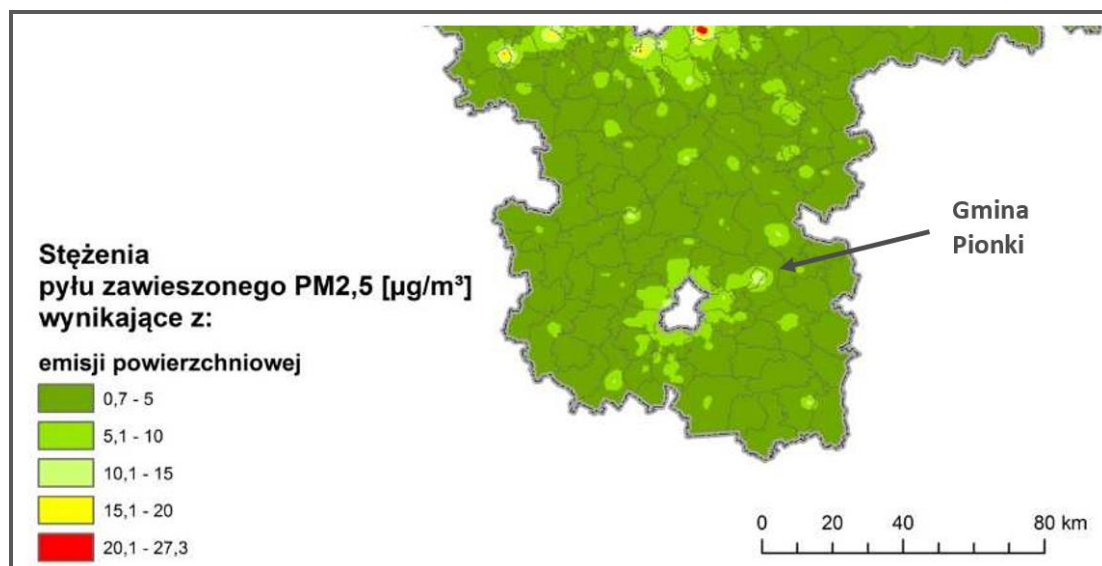 Gmina
Pionki
Stężenia
pyłu zawieszonego PM2,5 [µg/m³]
wynikające z:
emisji powierzchniowej
0,7 - 5
5,1 - 10
10,1 - 15
15,1 - 20
20,1 - 27,3
0 20 40 80 km